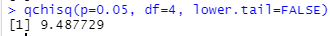 > qchisq(p=0.05, df=4, lower.tail=FALSE)
[1] 9.487729